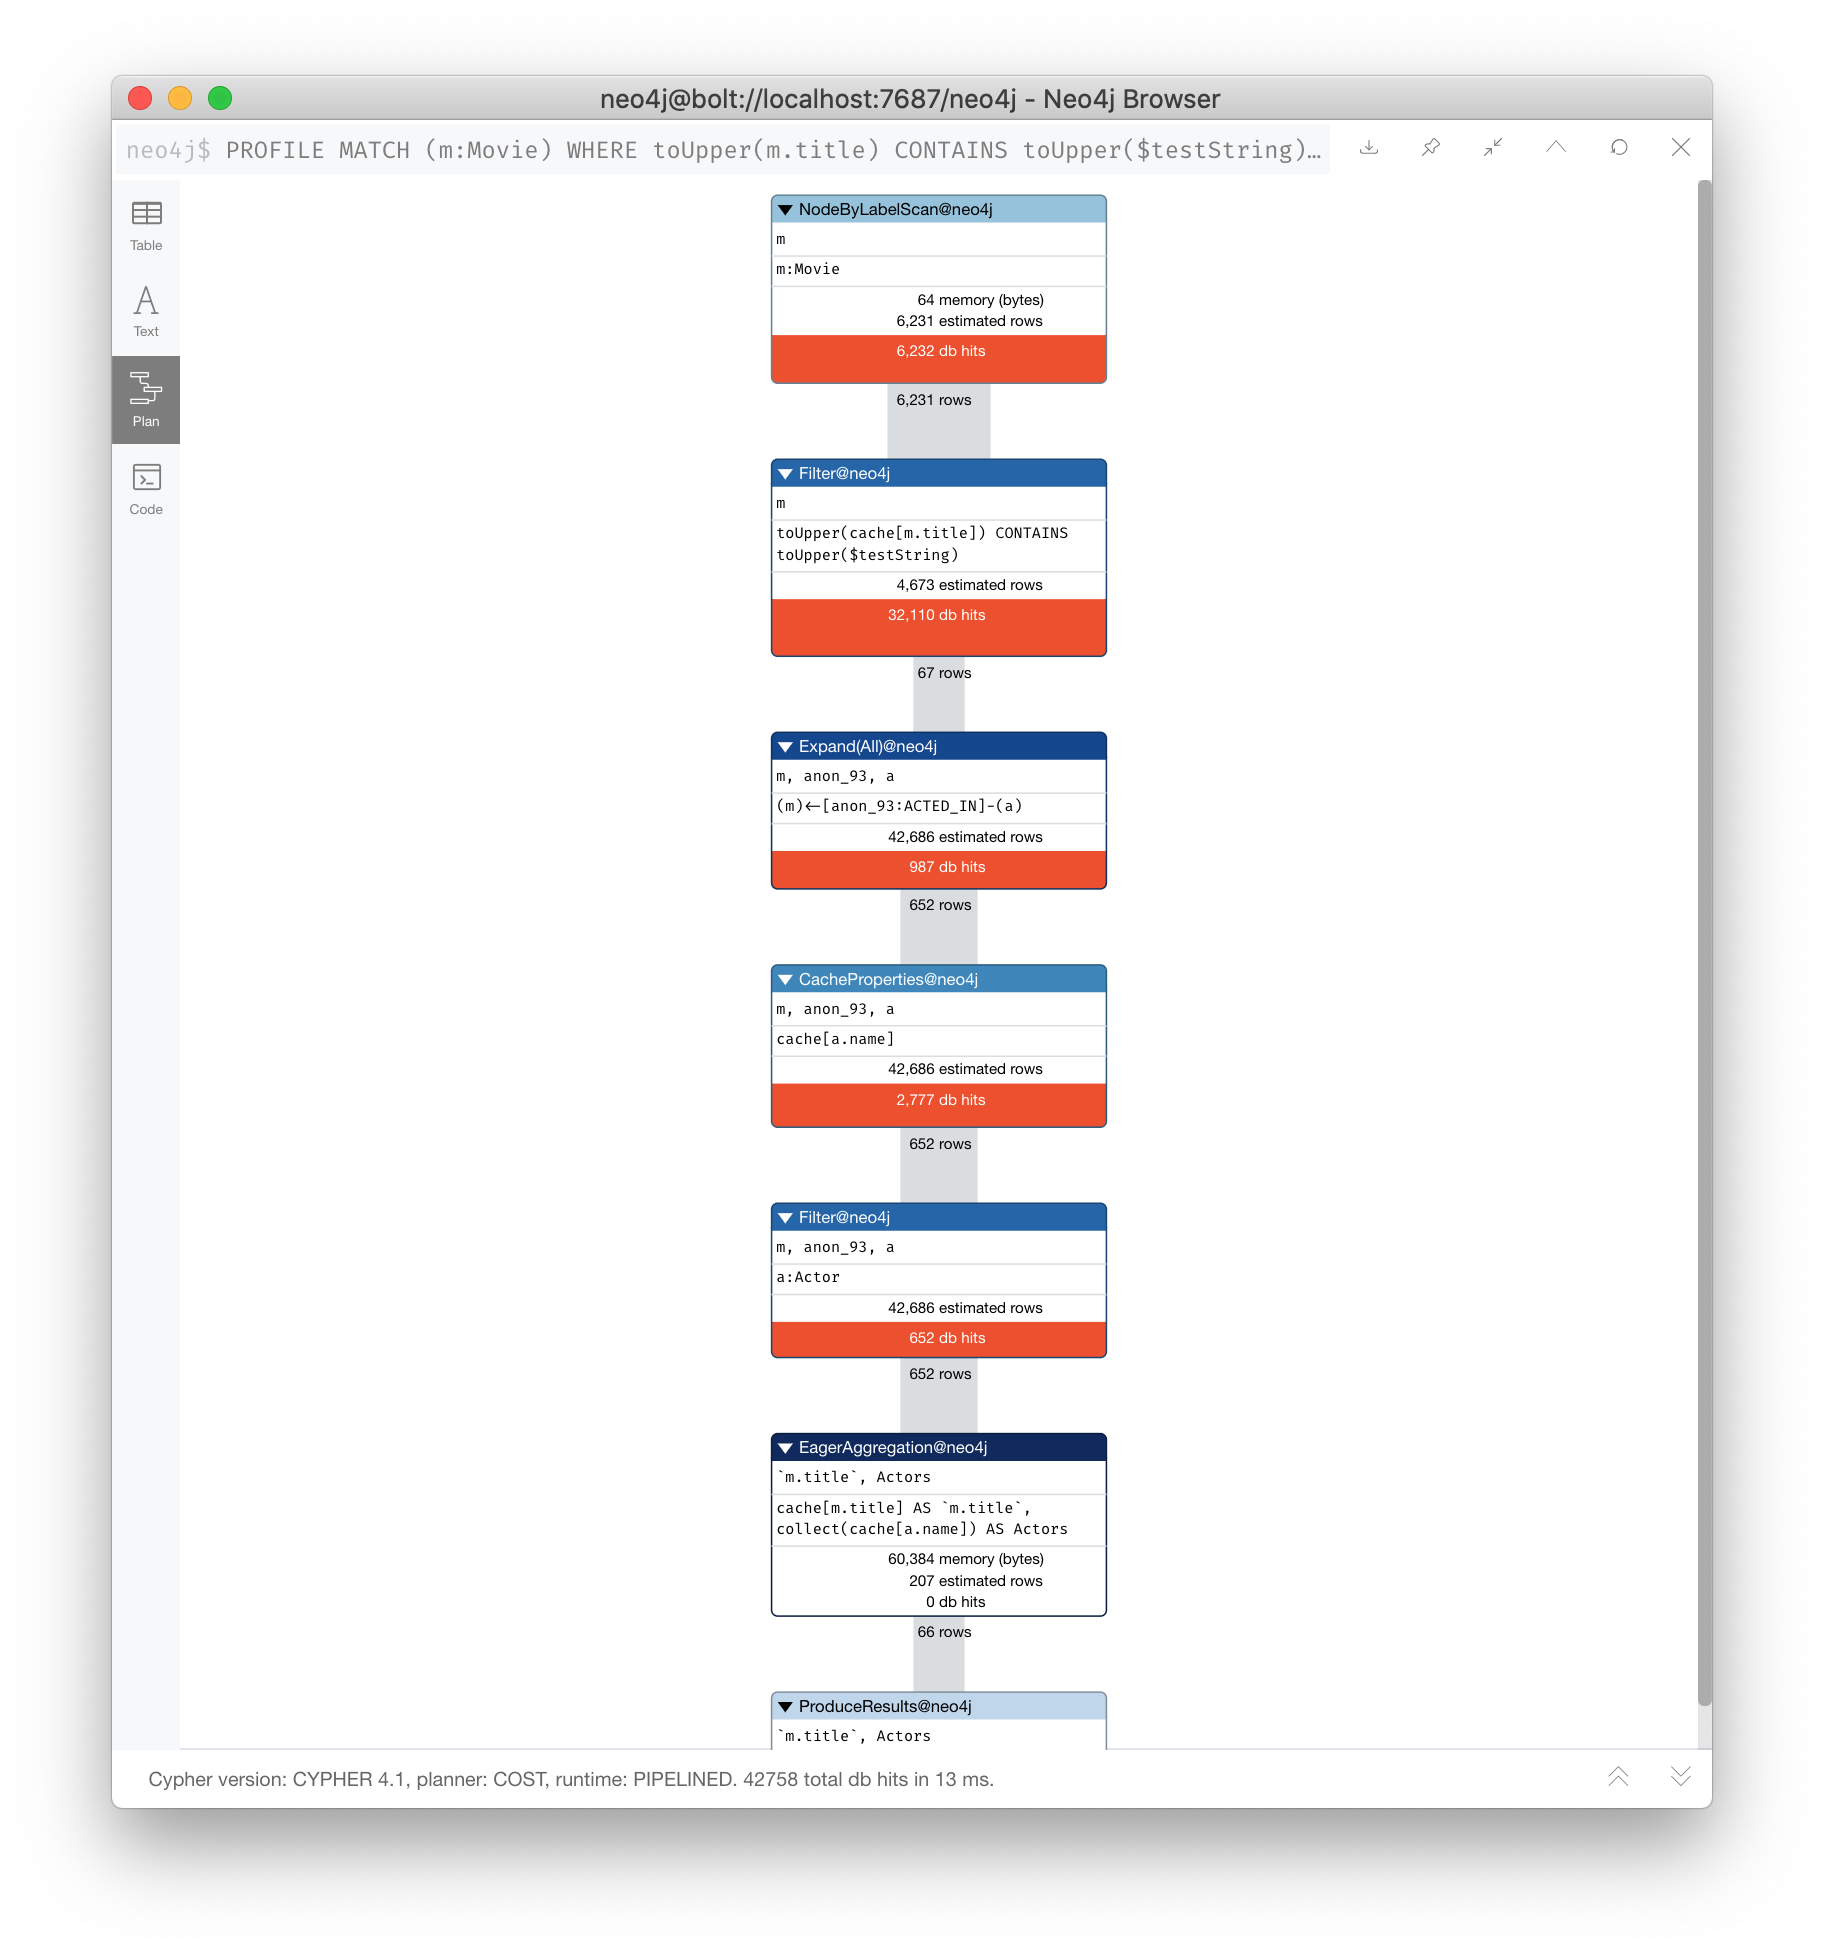 neo4j@bolt://localhost:7687/neo4j - Neo4j Browser
neo4j$ PROFILE MATCH (m:Movie) WHERE toUpper(m.title) CONTAINS toUpper($testString)…
Table
Text
Plan
Code
NodeByLabelScan@neo4j
m
m:Movie
64 memory (bytes)
6,231 estimated rows
6,232 db hits
6,231 rows
Filter@neo4j
m
toUpper(cache[m.title]) CONTAINS
toUpper($testString)
4,673 estimated rows
32,110 db hits
67 rows
Expand(All)@neo4j
m, anon_93, a
(m)<-[anon_93:ACTED_IN]-(a)
42,686 estimated rows
987 db hits
652 rows
CacheProperties@neo4j
m, anon_93, a
cache[a.name]
42,686 estimated rows
2,777 db hits
652 rows
Filter@neo4j
m, anon_93, a
a:Actor
42,686 estimated rows
652 db hits
652 rows
EagerAggregation@neo4j
`m.title`, Actors
cache[m.title] AS `m.title`,
collect(cache[a.name]) AS Actors
60,384 memory (bytes)
207 estimated rows
0 db hits
66 rows
ProduceResults@neo4j
`m.title`, Actors
Cypher version: CYPHER 4.1, planner: COST, runtime: PIPELINED. 42758 total db hits in 13 ms.